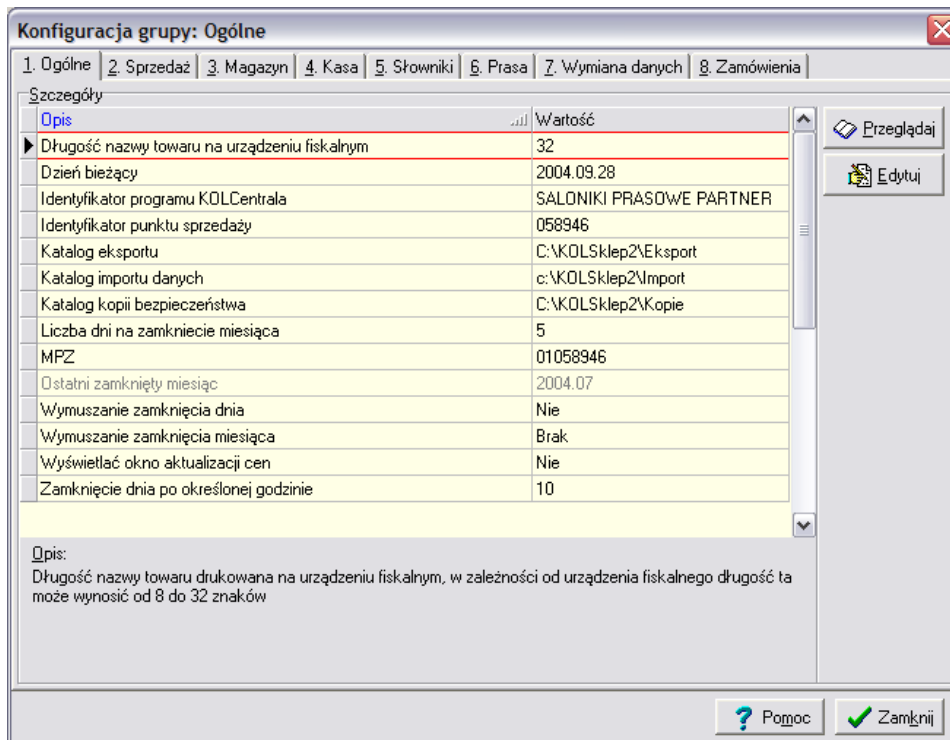 Konfiguracja grupy: Ogólne
1. Ogólne 2. Sprzedaż 3. Magazyn 4. Kasa 5. Słowniki 6. Prasa 7. Wymiana danych 8. Zamówienia
Szczegóły
Opis Wartość
Długość nazwy towaru na urządzeniu fiskalnym 32
Dzień bieżący 2004.09.28
Identyfikator programu KOLCentrala SALONIKI PRASOWE PARTNER
Identyfikator punktu sprzedaży 058946
Katalog eksportu C:\KOLSklep2\Eksport
Katalog importu danych c:\KOLSklep2\Import
Katalog kopii bezpieczeństwa C:\KOLSklep2\Kopie
Liczba dni na zamkniecie miesiąca 5
MPZ 01058946
Ostatni zamknięty miesiąc 2004.07
Wymuszanie zamknięcia dnia Nie
Wymuszanie zamknięcia miesiąca Brak
Wyświetlać okno aktualizacji cen Nie
Zamknięcie dnia po określonej godzinie 10
Przeglądaj
Edytuj
Opis:
Długość nazwy towaru drukowana na urządzeniu fiskalnym, w zależności od urządzenia fiskalnego długość ta
może wynosić od 8 do 32 znaków
Pomoc Zamknij